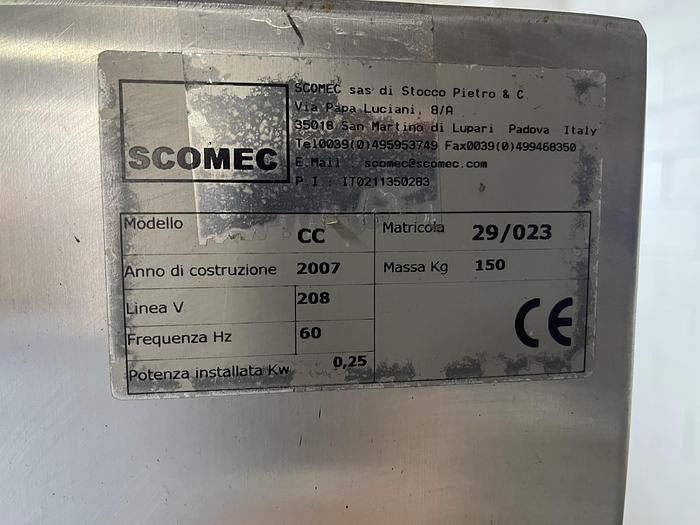 SCOMEC
SCOMEC sas di Stocco Pietro & C
Via Papa Luciani, 8/A
35018 San Martino di Lupari Padova Italy
Tel0039(0)495953749 Fax0039(0)499468350
E.Mail. scomec@scomec.com
P.I. IT0211350283
Modello CC
Matricola 29/023
Anno di costruzione 2007
Massa Kg 150
Linea V 208
Frequenza Hz 60
Potenza installata Kw 0,25
CE